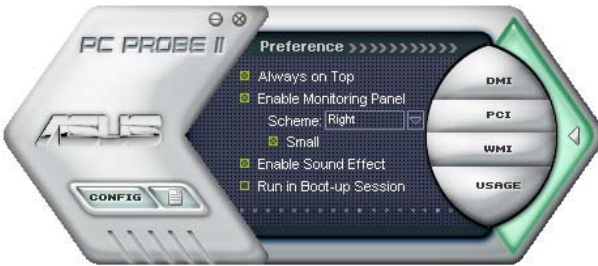 PC PROBE II
ASUS
CONFIG
Preference >>>>>>>>>>>
Always on Top
Enable Monitoring Panel
Scheme: Right
Small
Enable Sound Effect
Run in Boot-up Session
DMI
PCI
WMI
USAGE